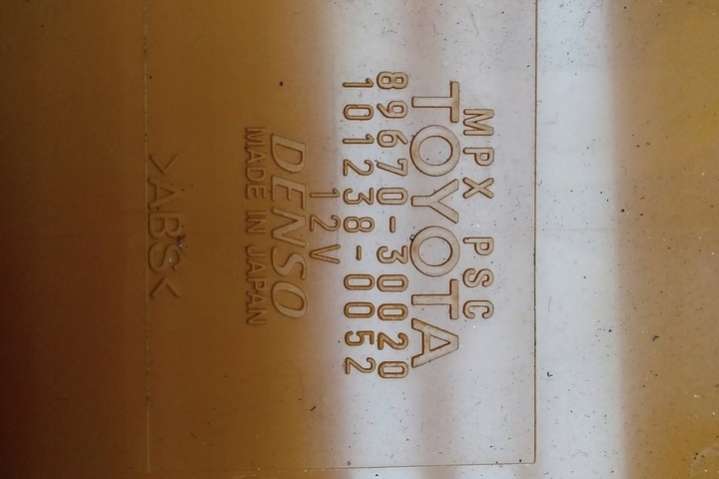 MPX PSC
TOYOTA
89670-30020
101238-0052
12V
DENSO
MADE IN JAPAN
>ABS<